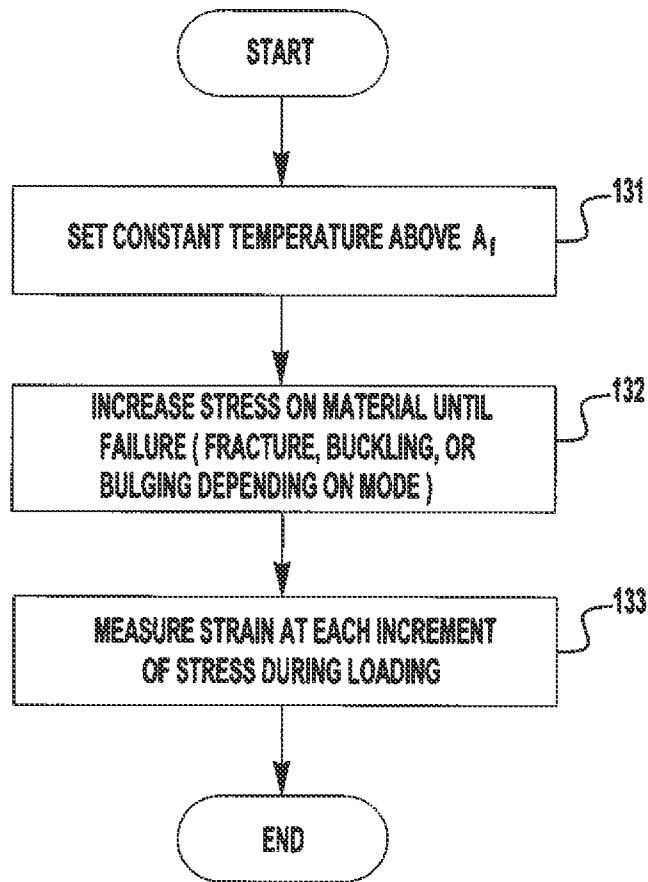 START
131
SET CONSTANT TEMPERATURE ABOVE Af
132
INCREASE STRESS ON MATERIAL UNTIL
FAILURE ( FRACTURE, BUCKLING, OR
BULGING DEPENDING ON MODE )
133
MEASURE STRAIN AT EACH INCREMENT
OF STRESS DURING LOADING
END